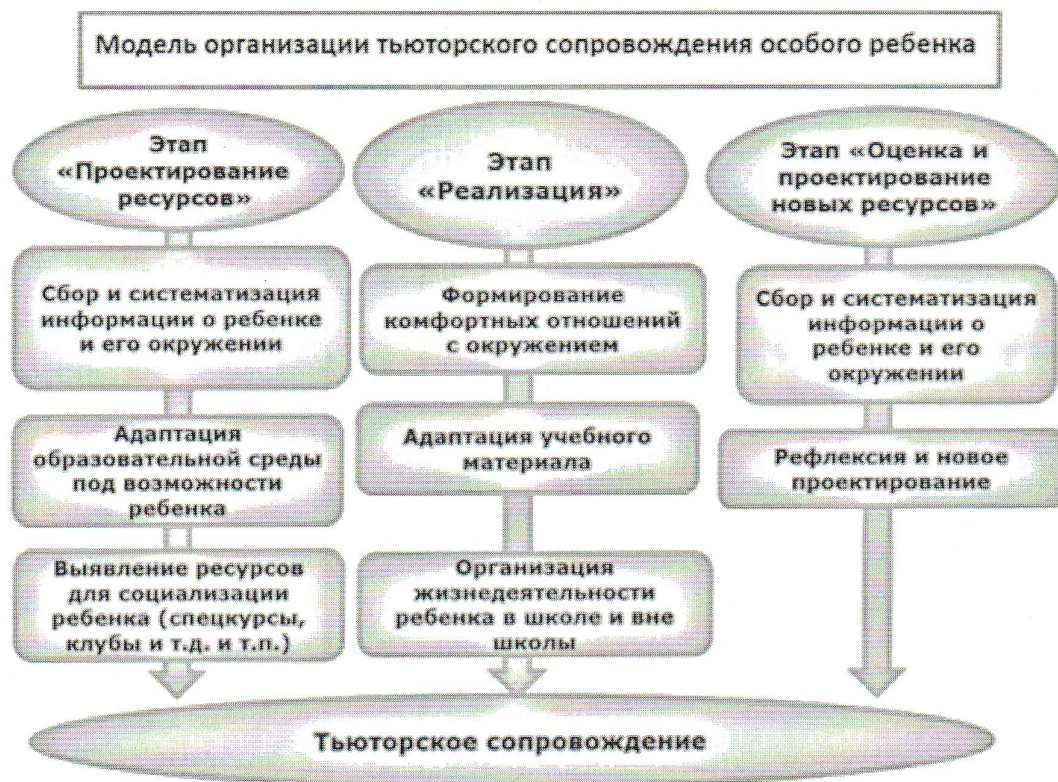 Модель организации тьюторского сопровождения особого ребенка
Этап
«Проектирование
ресурсов»
Сбор и систематизация
информации о ребенке
и его окружении
Адаптация
образовательной среды
под возможности
ребенка
Выявление ресурсов
для социализации
ребенка (спецкурсы,
клубы и т.д. и т.п.)
Этап
«Реализация»
Формирование
комфортных отношений
с окружением
Адаптация учебного
материала
Организация
жизнедеятельности
ребенка в школе и вне
школы
Этап «Оценка и
проектирование
новых ресурсов»
Сбор и систематизация
информации о
ребенке и его
окружении
Рефлексия и новое
проектирование
Тьюторское сопровождение